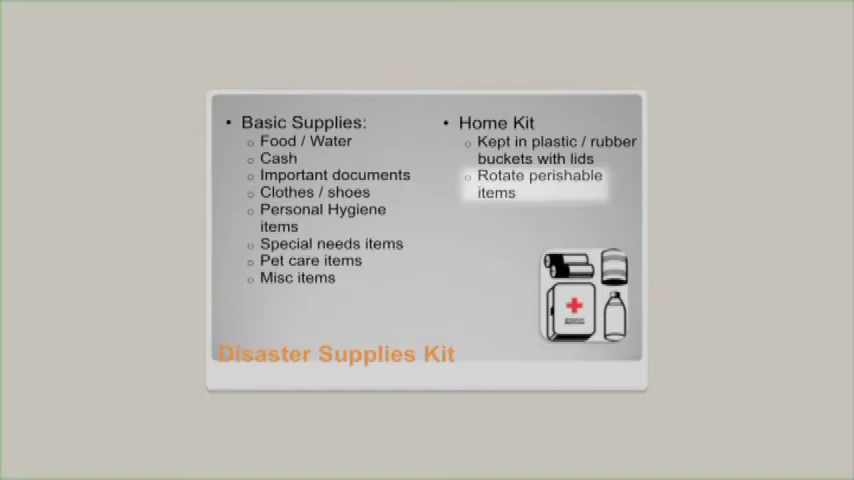 • Basic Supplies:
o Food / Water
o Cash
o Important documents
o Clothes / shoes
o Personal Hygiene
items
o Special needs items
o Pet care items
o Misc items
• Home Kit
o Kept in plastic / rubber
buckets with lids
o Rotate perishable
items
Disaster Supplies Kit